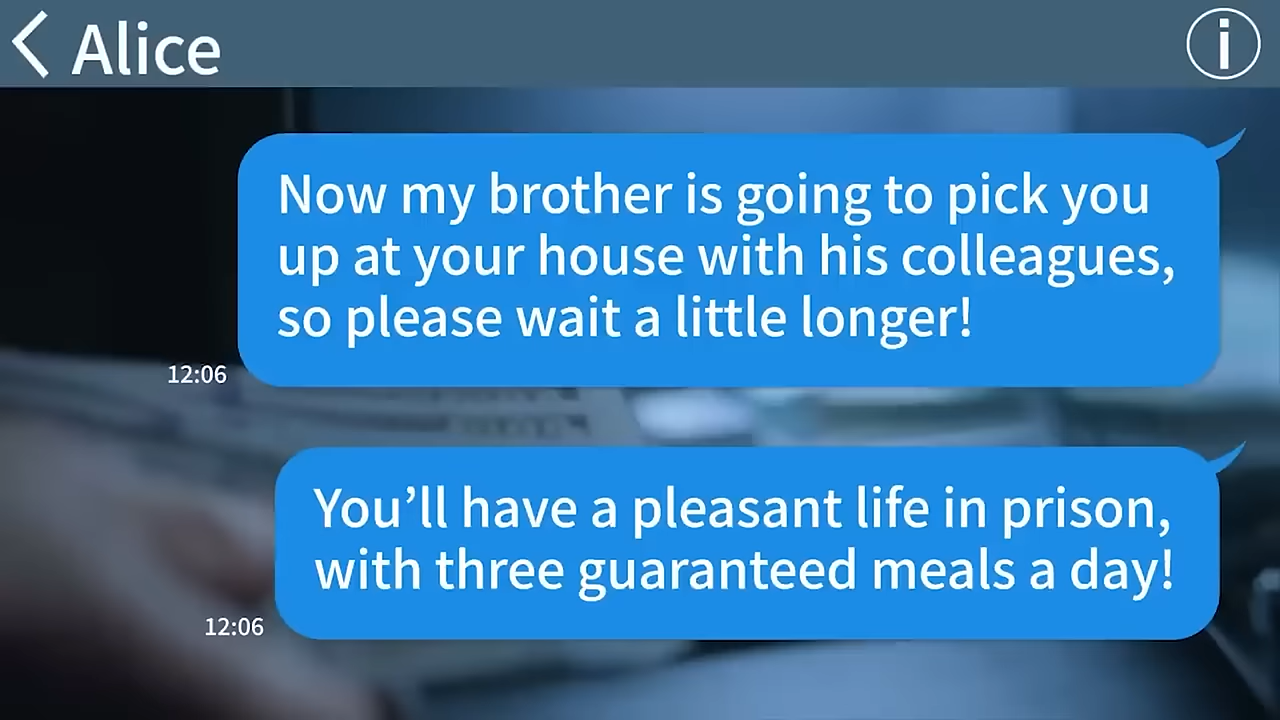 Alice
Now my brother is going to pick you
up at your house with his colleagues,
so please wait a little longer!
12:06
You’ll have a pleasant life in prison,
with three guaranteed meals a day!
12:06